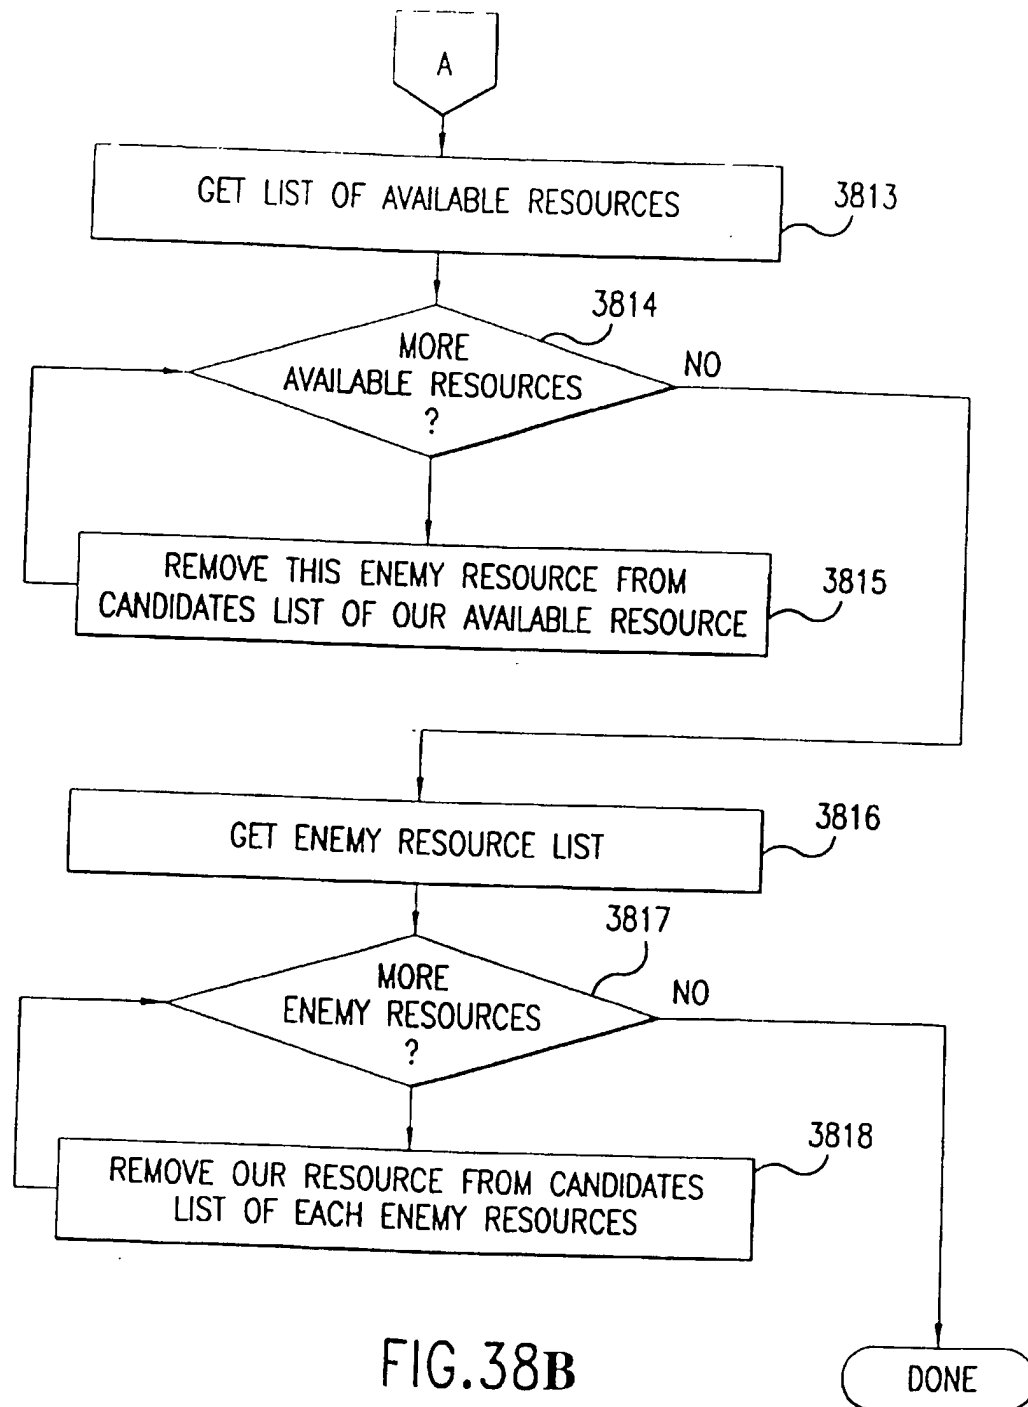 A
GET LIST OF AVAILABLE RESOURCES
3813
3814
MORE
AVAILABLE RESOURCES
?
NO
REMOVE THIS ENEMY RESOURCE FROM
CANDIDATES LIST OF OUR AVAILABLE RESOURCE
3815
GET ENEMY RESOURCE LIST
3816
3817
MORE
ENEMY RESOURCES
?
NO
REMOVE OUR RESOURCE FROM CANDIDATES
LIST OF EACH ENEMY RESOURCES
3818
FIG.38B
DONE